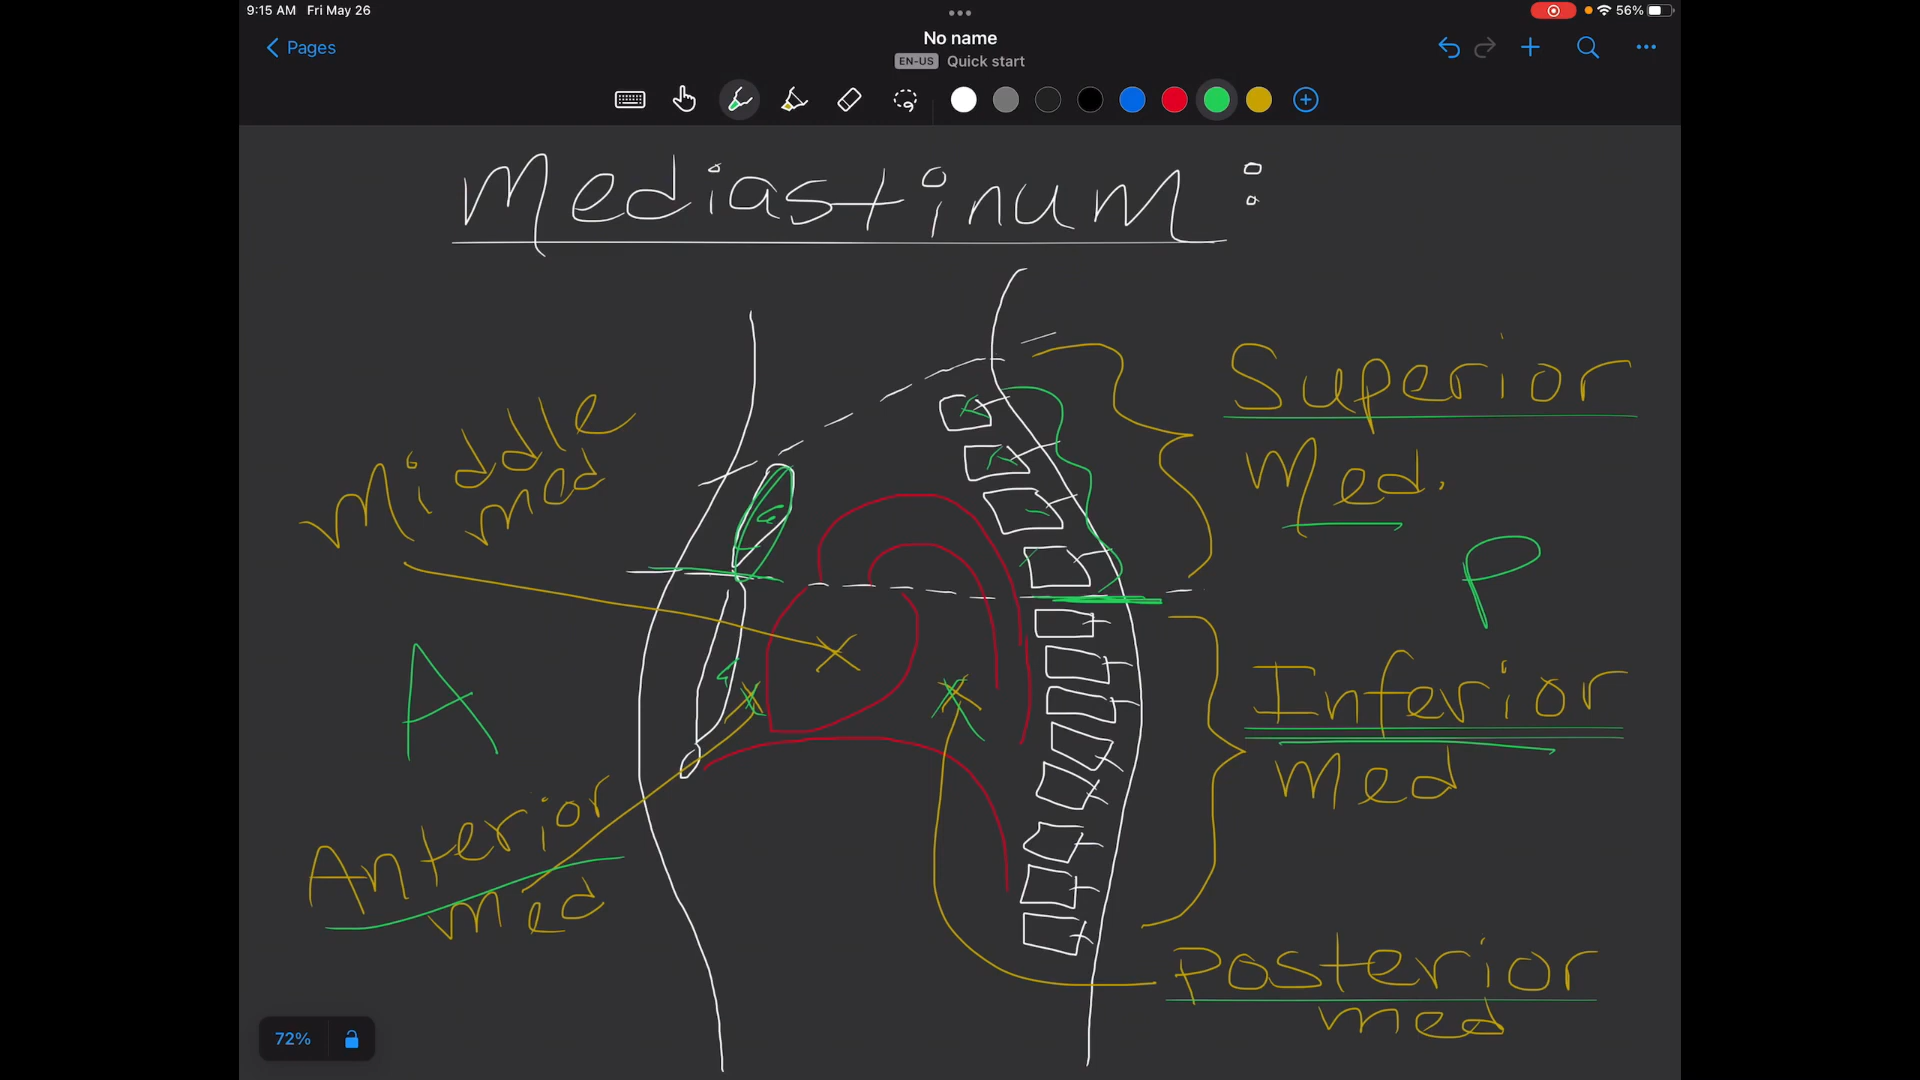 9:15 AM Fri May 26
56%
Pages
No name
EN-US Quick start
Mediastinum:
Superior
Med.
Middle
med
P
A
Inferior
Med
Anterior
med
Posterior
med
72%